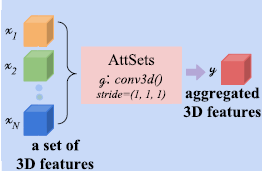 x1
x2
xN
AttSets
g: conv3d()
stride=(1, 1, 1)
y
aggregated
3D features
a set of
3D features